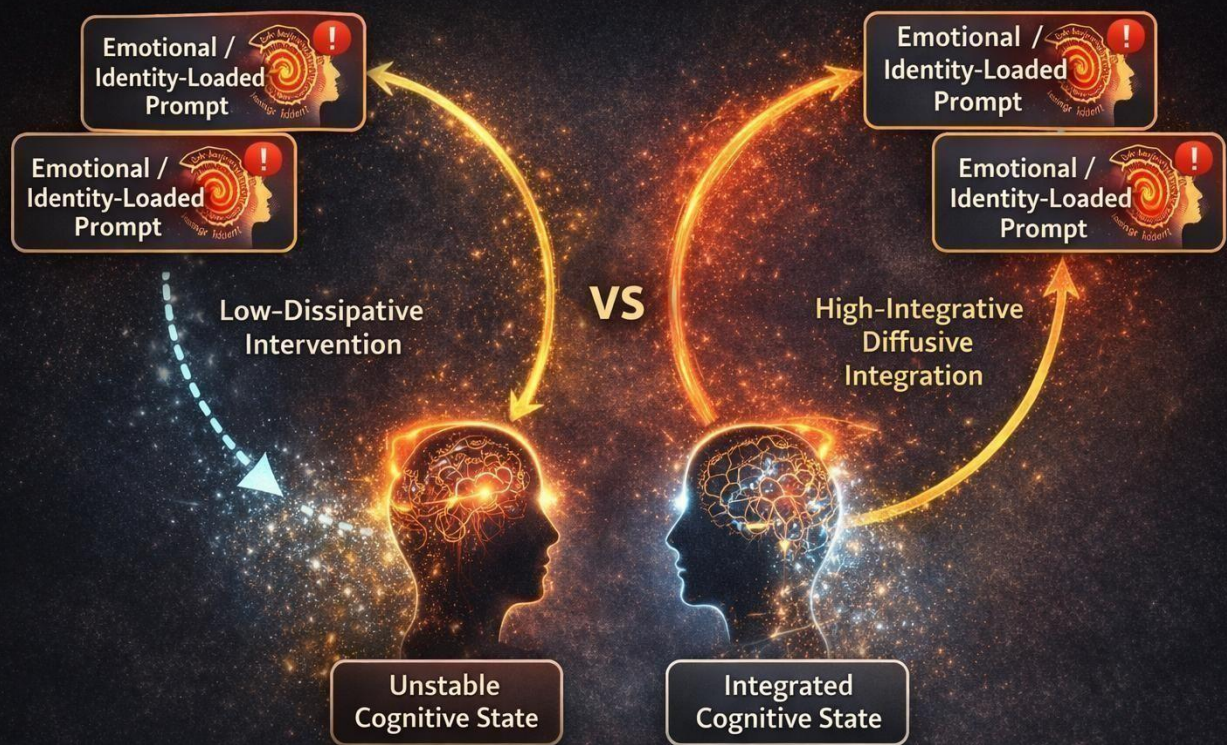 Emotional /
Identity-Loaded
Prompt
!
Emotional /
Identity-Loaded
Prompt
!
Emotional /
Identity-Loaded
Prompt
!
Emotional /
Identity-Loaded
Prompt
!
Low-Dissipative
Intervention
VS
High-Integrative
Diffusive
Integration
Unstable
Cognitive State
Integrated
Cognitive State